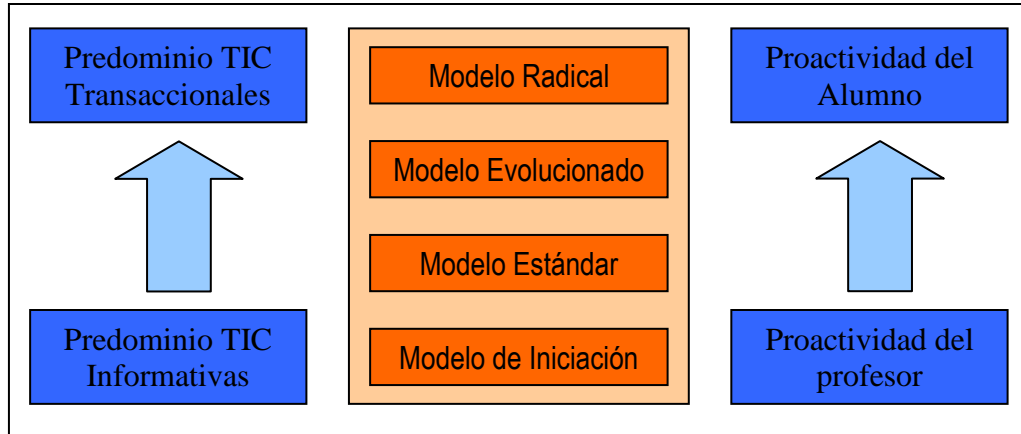 Predominio TIC
Transaccionales
Modelo Radical
Proactividad del
Alumno
Modelo Evolucionado
Modelo Estándar
Predominio TIC
Informativas
Modelo de Iniciación
Proactividad del
profesor